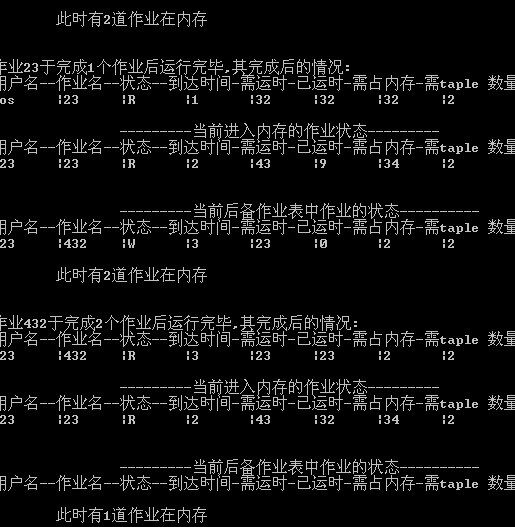 此时有2道作业在内存
作业23于完成1个作业后运行完毕,其完成后的情况:
用户名--作业名--状态--到达时间-需运时-已运时-需占内存-需taple 数量
os |23 |R |1 |32 |32 |32 |2
---------当前进入内存的作业状态---------
用户名--作业名--状态--到达时间-需运时-已运时-需占内存-需taple 数量
23 |23 |R |2 |43 |9 |34 |2
---------当前后备作业表中作业的状态----------
用户名--作业名--状态--到达时间-需运时-已运时-需占内存-需taple 数量
23 |432 |W |3 |23 |0 |2 |2
此时有2道作业在内存
作业432于完成2个作业后运行完毕,其完成后的情况:
用户名--作业名--状态--到达时间-需运时-已运时-需占内存-需taple 数量
23 |432 |R |3 |23 |23 |2 |2
---------当前进入内存的作业状态---------
用户名--作业名--状态--到达时间-需运时-已运时-需占内存-需taple 数量
23 |23 |R |2 |43 |32 |34 |2
---------当前后备作业表中作业的状态----------
用户名--作业名--状态--到达时间-需运时-已运时-需占内存-需taple 数量
此时有1道作业在内存